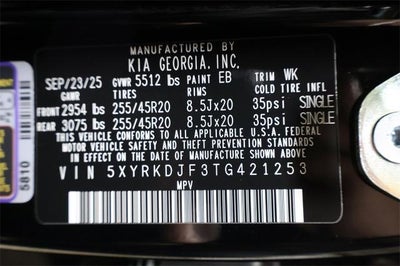 MANUFACTURED BY
KIA GEORGIA, INC.
SEP/23/25 GVWR 5512 lbs PAINT EB TRIM WK
GAWR TIRES RIMS COLD TIRE INFL
FRONT 2954 lbs 255/45R20 8.5Jx20 35psi SINGLE
REAR 3075 lbs 255/45R20 8.5Jx20 35psi SINGLE
THIS VEHICLE CONFORMS TO ALL APPLICABLE U.S.A. FEDERAL
MOTOR VEHICLE SAFETY AND THEFT PREVENTION STANDARDS
IN EFFECT ON THE DATE OF MANUFACTURE SHOWN ABOVE.
VIN 5XYRKDJF3TG421253
MPV
5810